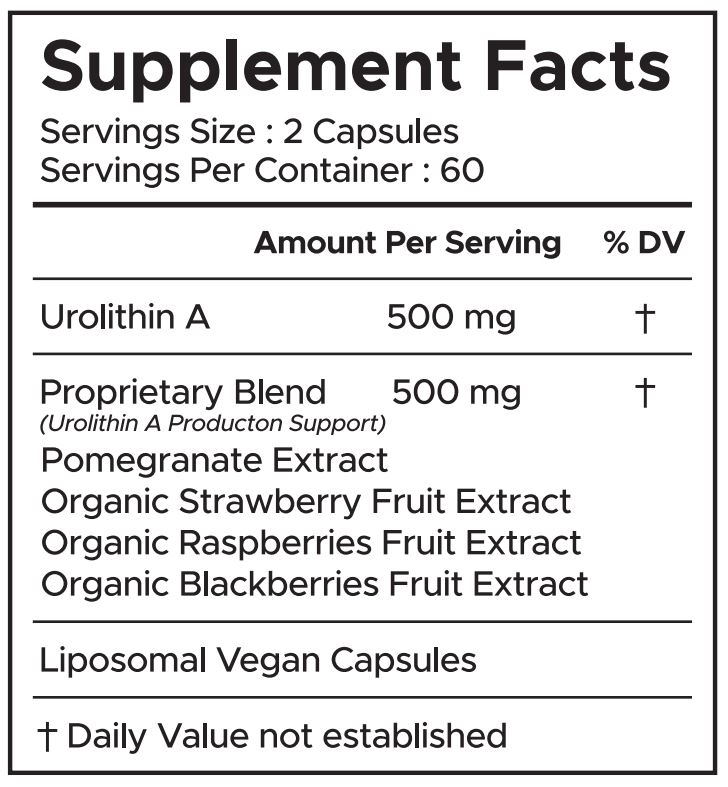 Supplement Facts
Servings Size : 2 Capsules
Servings Per Container : 60
Amount Per Serving % DV
Urolithin A 500 mg †
Proprietary Blend 500 mg †
(Urolithin A Producton Support)
Pomegranate Extract
Organic Strawberry Fruit Extract
Organic Raspberries Fruit Extract
Organic Blackberries Fruit Extract
Liposomal Vegan Capsules
† Daily Value not established